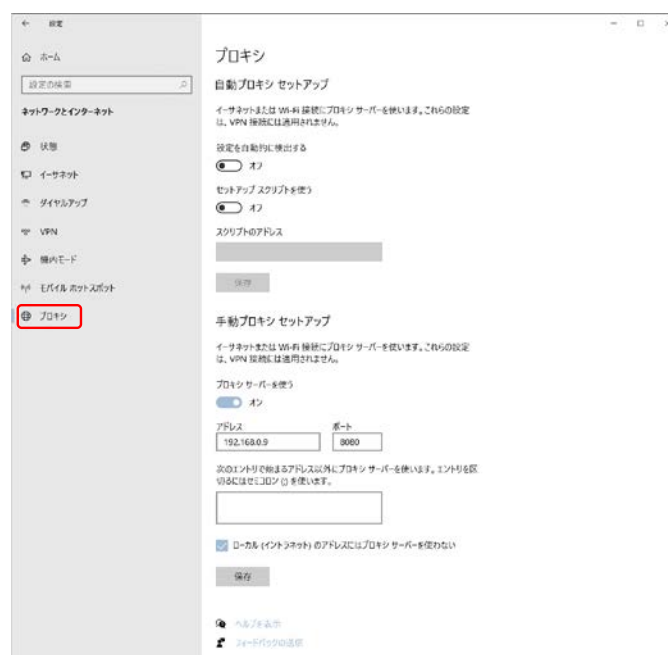 設定
ホーム
設定の検索
ネットワークとインターネット
状態
イーサネット
ダイヤルアップ
VPN
機内モード
モバイル ホットスポット
プロキシ
プロキシ
自動プロキシ セットアップ
イーサネットまたは Wi-Fi 接続にプロキシ サーバーを使います。これらの設定
は、VPN 接続には適用されません。
設定を自動的に検出する
オフ
セットアップ スクリプトを使う
オフ
スクリプトのアドレス
保存
手動プロキシ セットアップ
イーサネットまたは Wi-Fi 接続にプロキシ サーバーを使います。これらの設定
は、VPN 接続には適用されません。
プロキシ サーバーを使う
オン
アドレス ポート
192.168.0.9 8080
次のエントリで始まるアドレス以外にプロキシ サーバーを使います。エントリを区
切るにはセミコロン (;) を使います。
ローカル (イントラネット) のアドレスにはプロキシ サーバーを使わない
保存
ヘルプを表示
フィードバックの送信